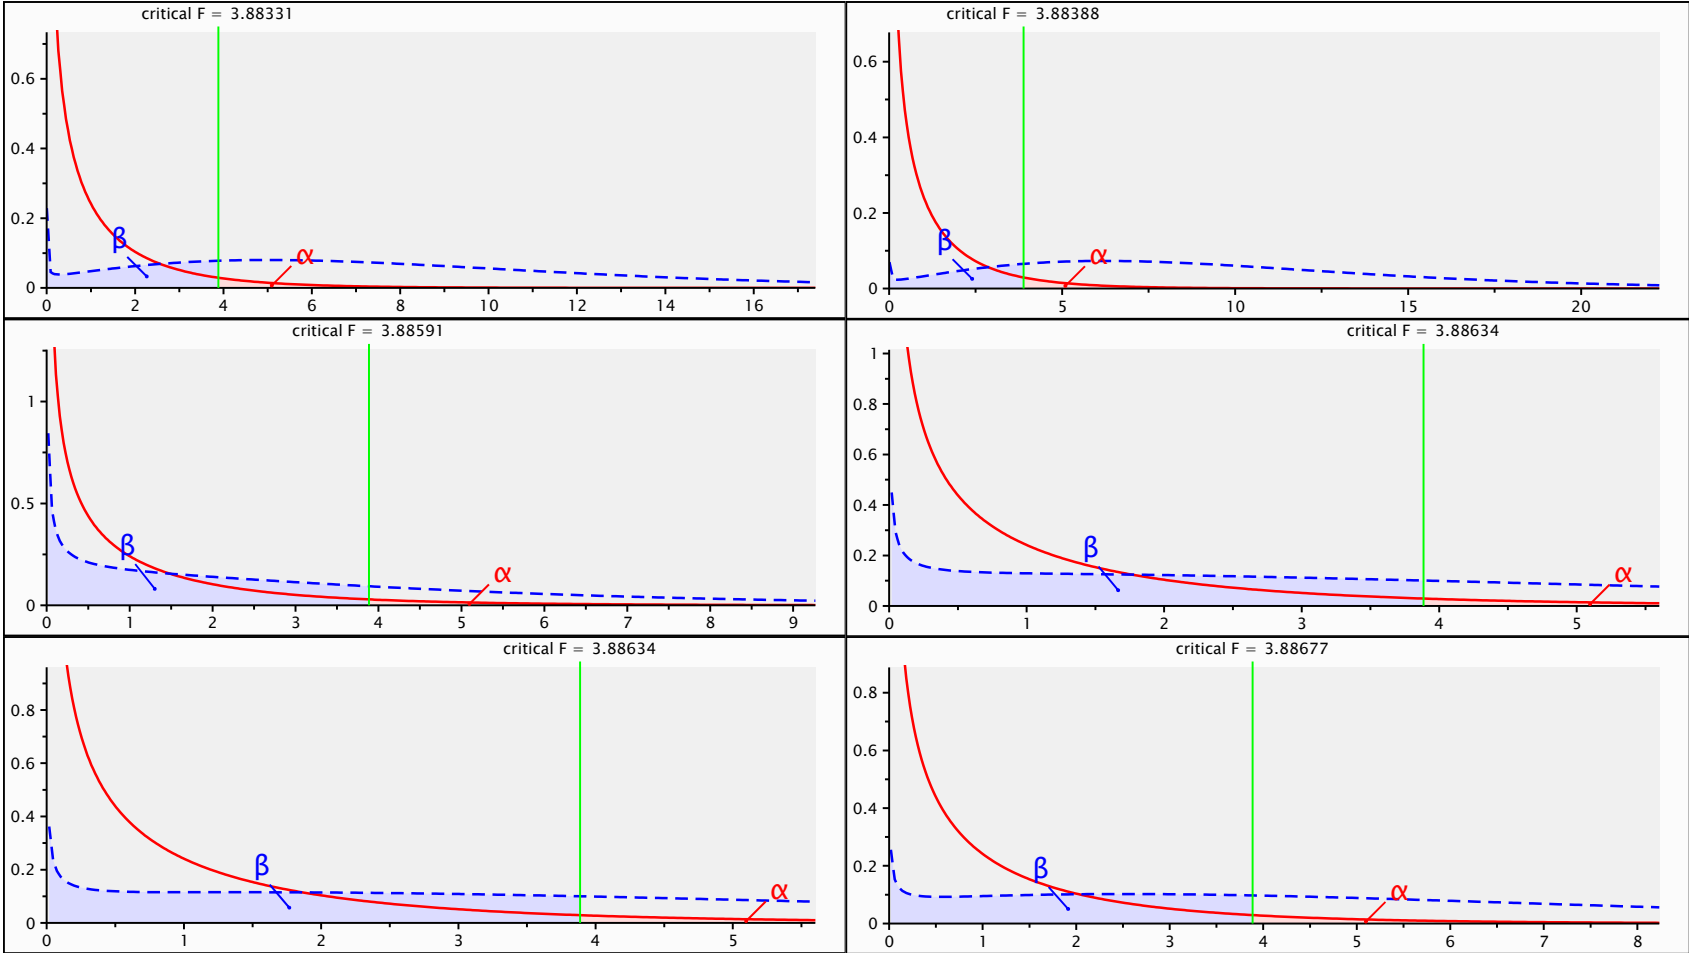 critical F = 3.88331
0.6
0.4
0.2
0
β
α
0 2 4 6 8 10 12 14 16
critical F = 3.88388
0.6
0.4
0.2
0
β
α
0 5 10 15 20
critical F = 3.88591
1
0.5
0
β
α
0 1 2 3 4 5 6 7 8 9
critical F = 3.88634
1
0.8
0.6
0.4
0.2
0
β
α
0 1 2 3 4 5
critical F = 3.88634
0.8
0.6
0.4
0.2
0
β
α
0 1 2 3 4 5
critical F = 3.88677
0.8
0.6
0.4
0.2
0
β
α
0 1 2 3 4 5 6 7 8